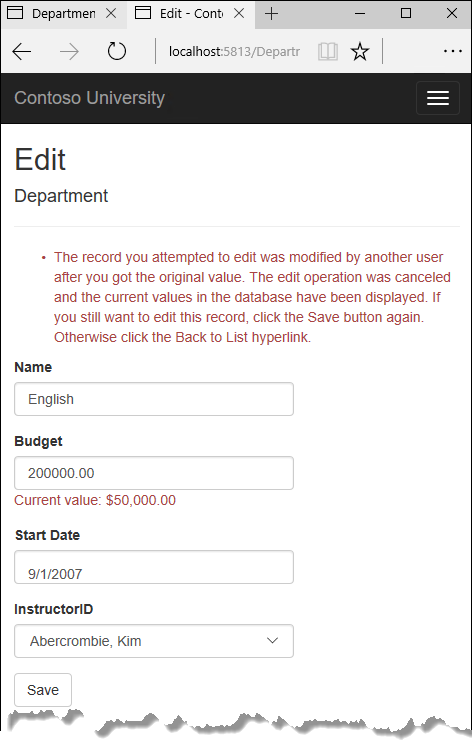 Departmen
Edit - Cont
localhost:5813/Departr
Contoso University
Edit
Department
• The record you attempted to edit was modified by another user
after you got the original value. The edit operation was canceled
and the current values in the database have been displayed. If
you still want to edit this record, click the Save button again.
Otherwise click the Back to List hyperlink.
Name
English
Budget
200000.00
Current value: $50,000.00
Start Date
9/1/2007
InstructorID
Abercrombie, Kim
Save